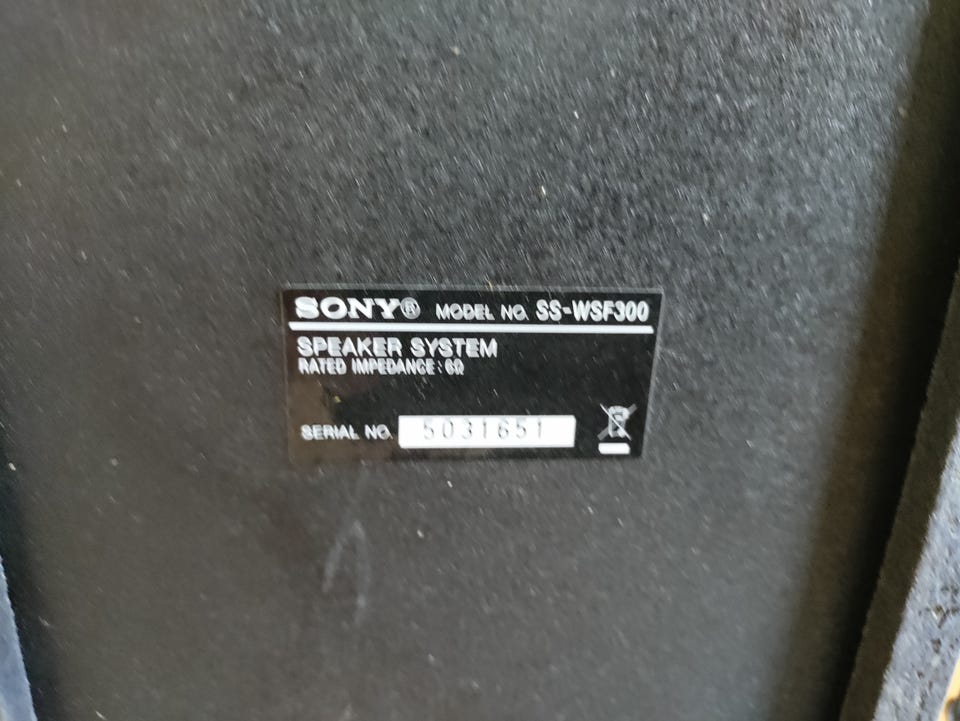 SONY® MODEL NO. SS-WSF300
SPEAKER SYSTEM
RATED IMPEDANCE: 6Ω
SERIAL NO. 5031651